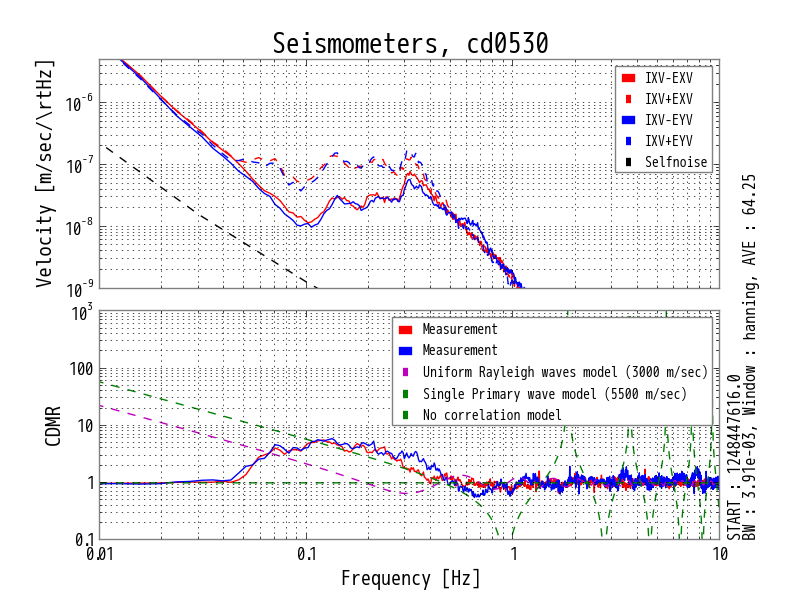 Seismometers, cd0530
Velocity [m/sec/\rtHz]
10^-6
10^-7
10^-8
10^-9
IXV-EXV
IXV+EXV
IXV-EYV
IXV+EYV
Selfnoise
CDMR
10^3
100
10
1
0.1
Measurement
Measurement
Uniform Rayleigh waves model (3000 m/sec)
Single Primary wave model (5500 m/sec)
No correlation model
0.01
0.1
1
10
Frequency [Hz]
START : 1248447616.0
BW : 3.91e-03, Window : hanning, AVE : 64.25